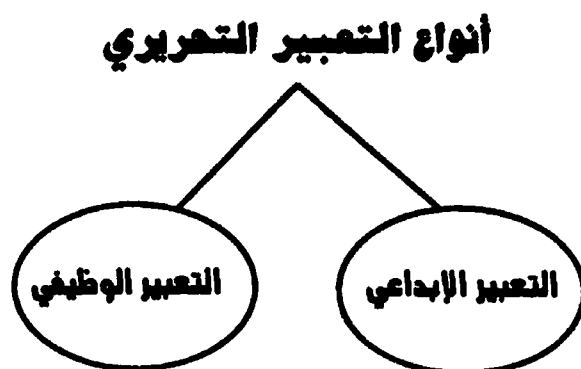 أنواع التعبير التحريري
التعبير الإبداعي
التعبير الوظيفي